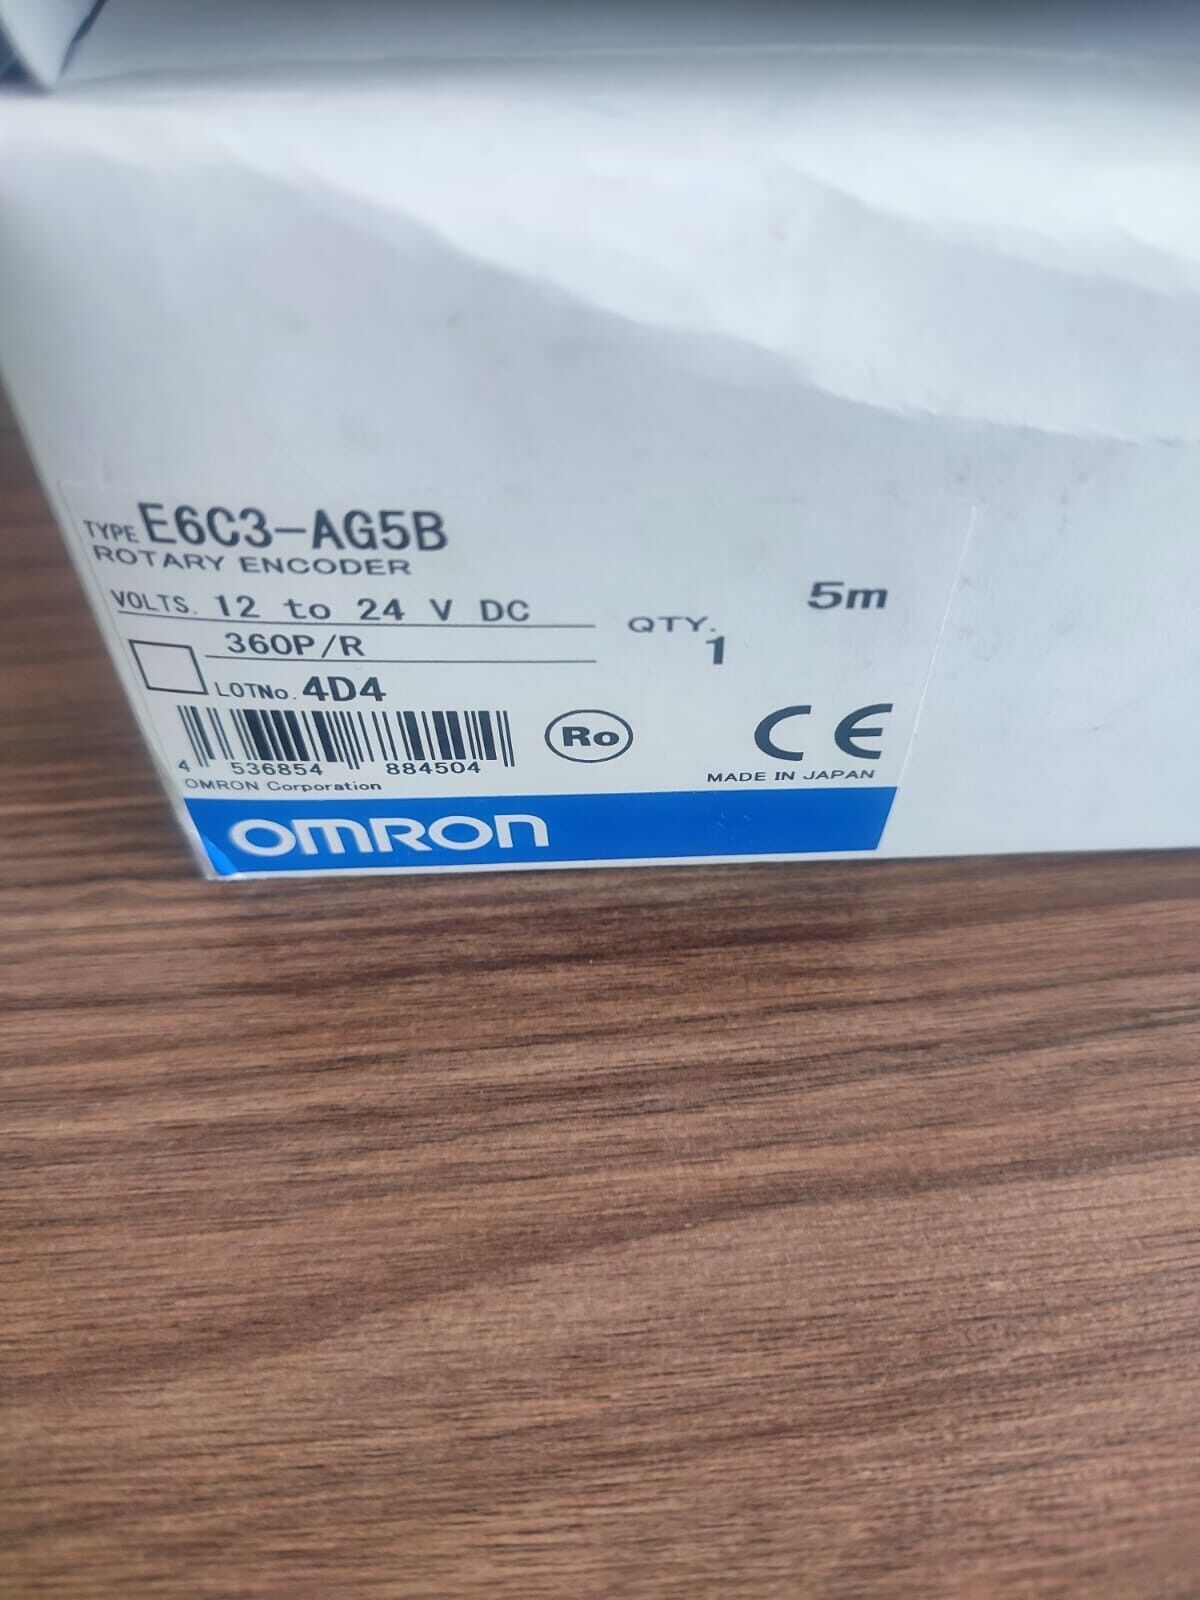 TYPE E6C3-AG5B
ROTARY ENCODER
VOLTS. 12 to 24 V DC
5m
360P/R
QTY. 1
LOTNo. 4D4
4 536854 884504
Ro
CE
OMRON Corporation
MADE IN JAPAN
OMRON